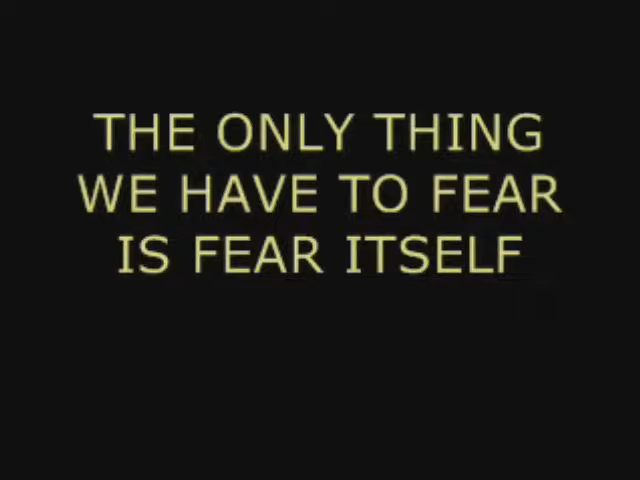 THE ONLY THING
WE HAVE TO FEAR
IS FEAR ITSELF